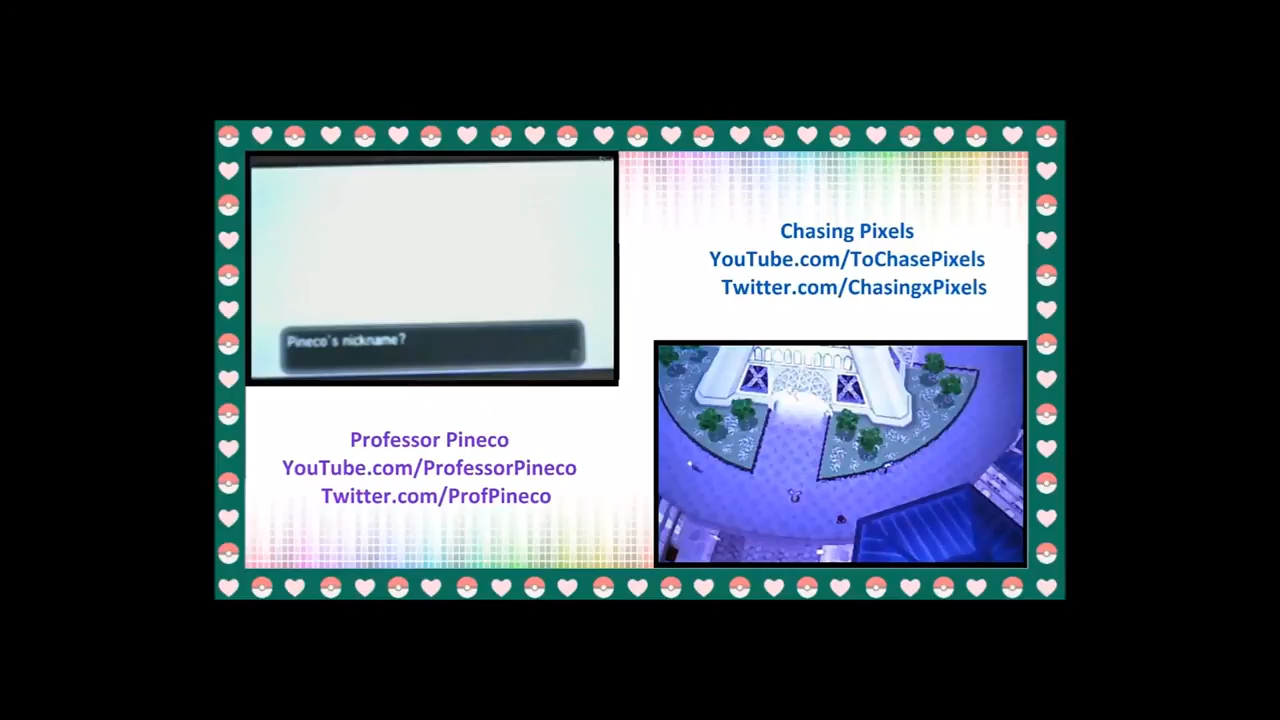 Pineco's nickname?
Chasing Pixels
YouTube.com/ToChasePixels
Twitter.com/ChasingxPixels
Professor Pineco
YouTube.com/ProfessorPineco
Twitter.com/ProfPineco